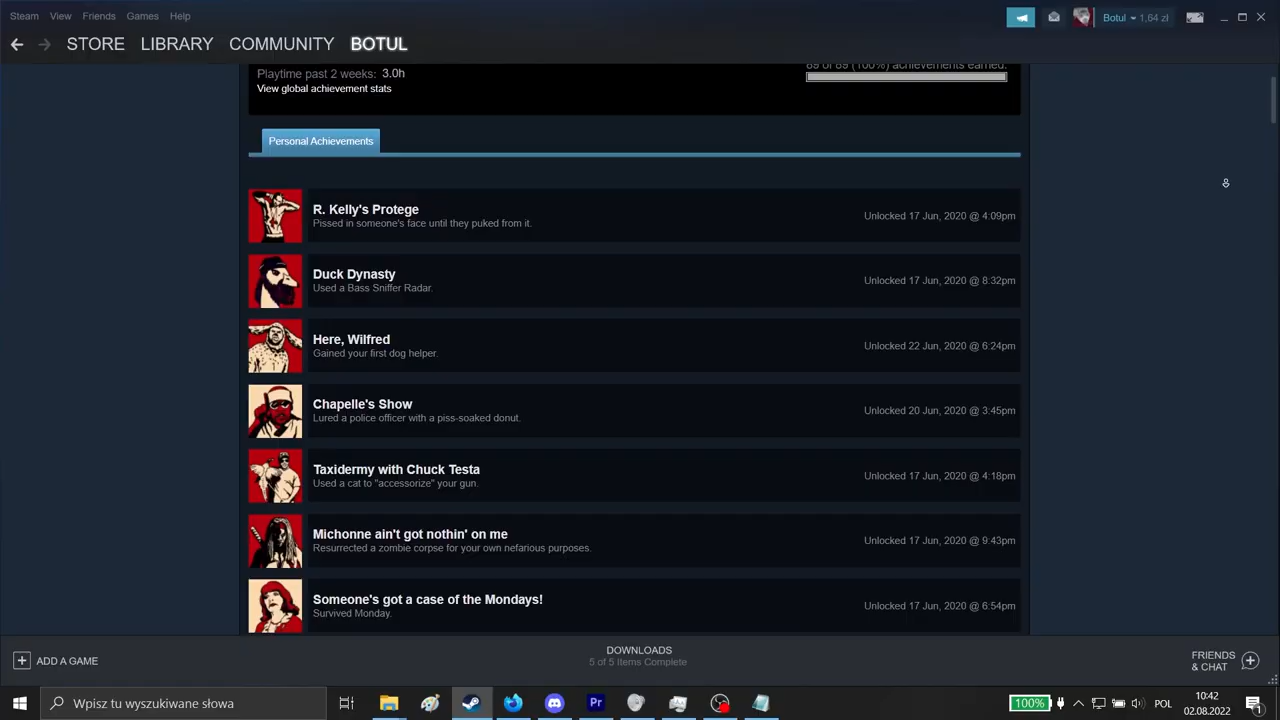 Steam View Friends Games Help
Botul 1,64 zł
STORE LIBRARY COMMUNITY BOTUL
89 of 89 (100%) achievements earned:
Playtime past 2 weeks: 3.0h
View global achievement stats
Personal Achievements
R. Kelly's Protege
Pissed in someone's face until they puked from it.
Unlocked 17 Jun, 2020 @ 4:09pm
Duck Dynasty
Used a Bass Sniffer Radar.
Unlocked 17 Jun, 2020 @ 8:32pm
Here, Wilfred
Gained your first dog helper.
Unlocked 22 Jun, 2020 @ 6:24pm
Chapelle's Show
Lured a police officer with a piss-soaked donut.
Unlocked 20 Jun, 2020 @ 3:45pm
Taxidermy with Chuck Testa
Used a cat to "accessorize" your gun.
Unlocked 17 Jun, 2020 @ 4:18pm
Michonne ain't got nothin' on me
Resurrected a zombie corpse for your own nefarious purposes.
Unlocked 17 Jun, 2020 @ 9:43pm
Someone's got a case of the Mondays!
Survived Monday.
Unlocked 17 Jun, 2020 @ 6:54pm
ADD A GAME
DOWNLOADS
5 of 5 Items Complete
FRIENDS
& CHAT
Wpisz tu wyszukiwane słowa
Pr
100%
POL
10:42
02.08.2022